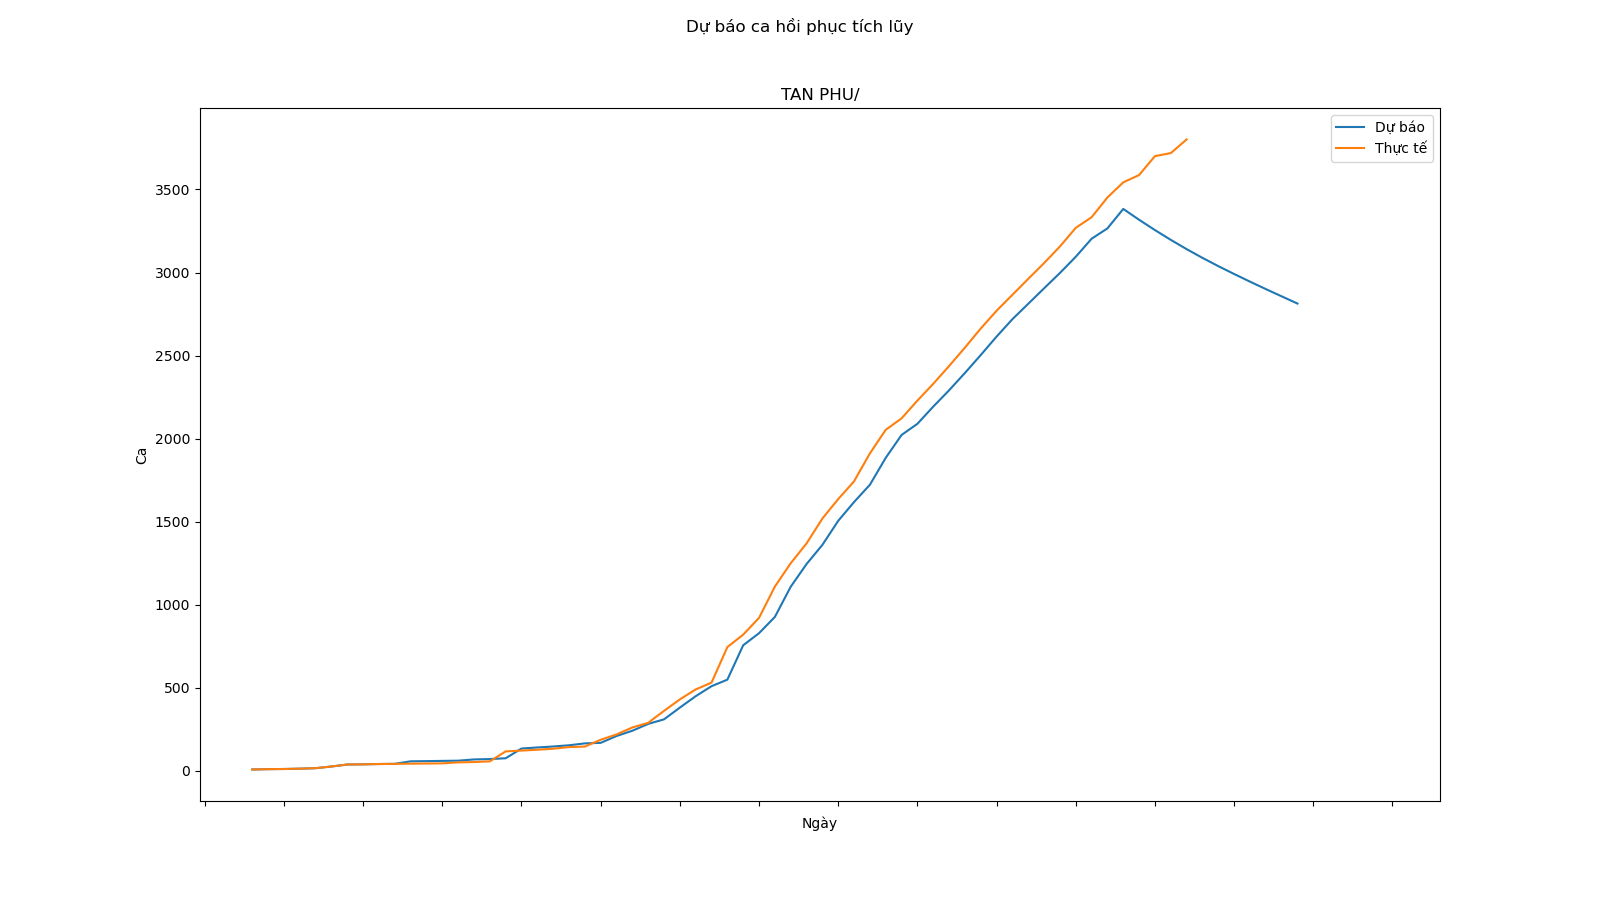 Dự báo ca hồi phục tích lũy
TAN PHU/
Dự báo
Thực tế
3500
3000
2500
2000
1500
1000
500
0
Ca
Ngày